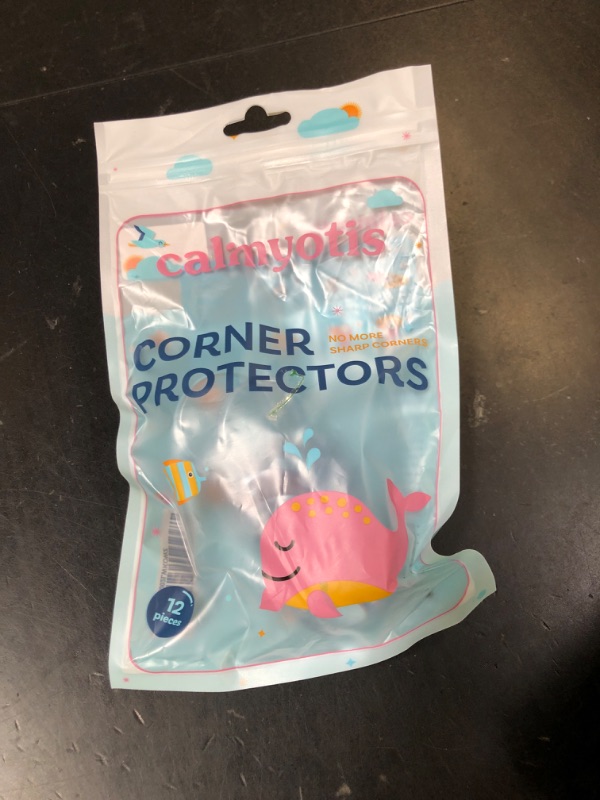 calmyotis
CORNER
NO MORE
SHARP CORNERS
PROTECTORS
12
pieces